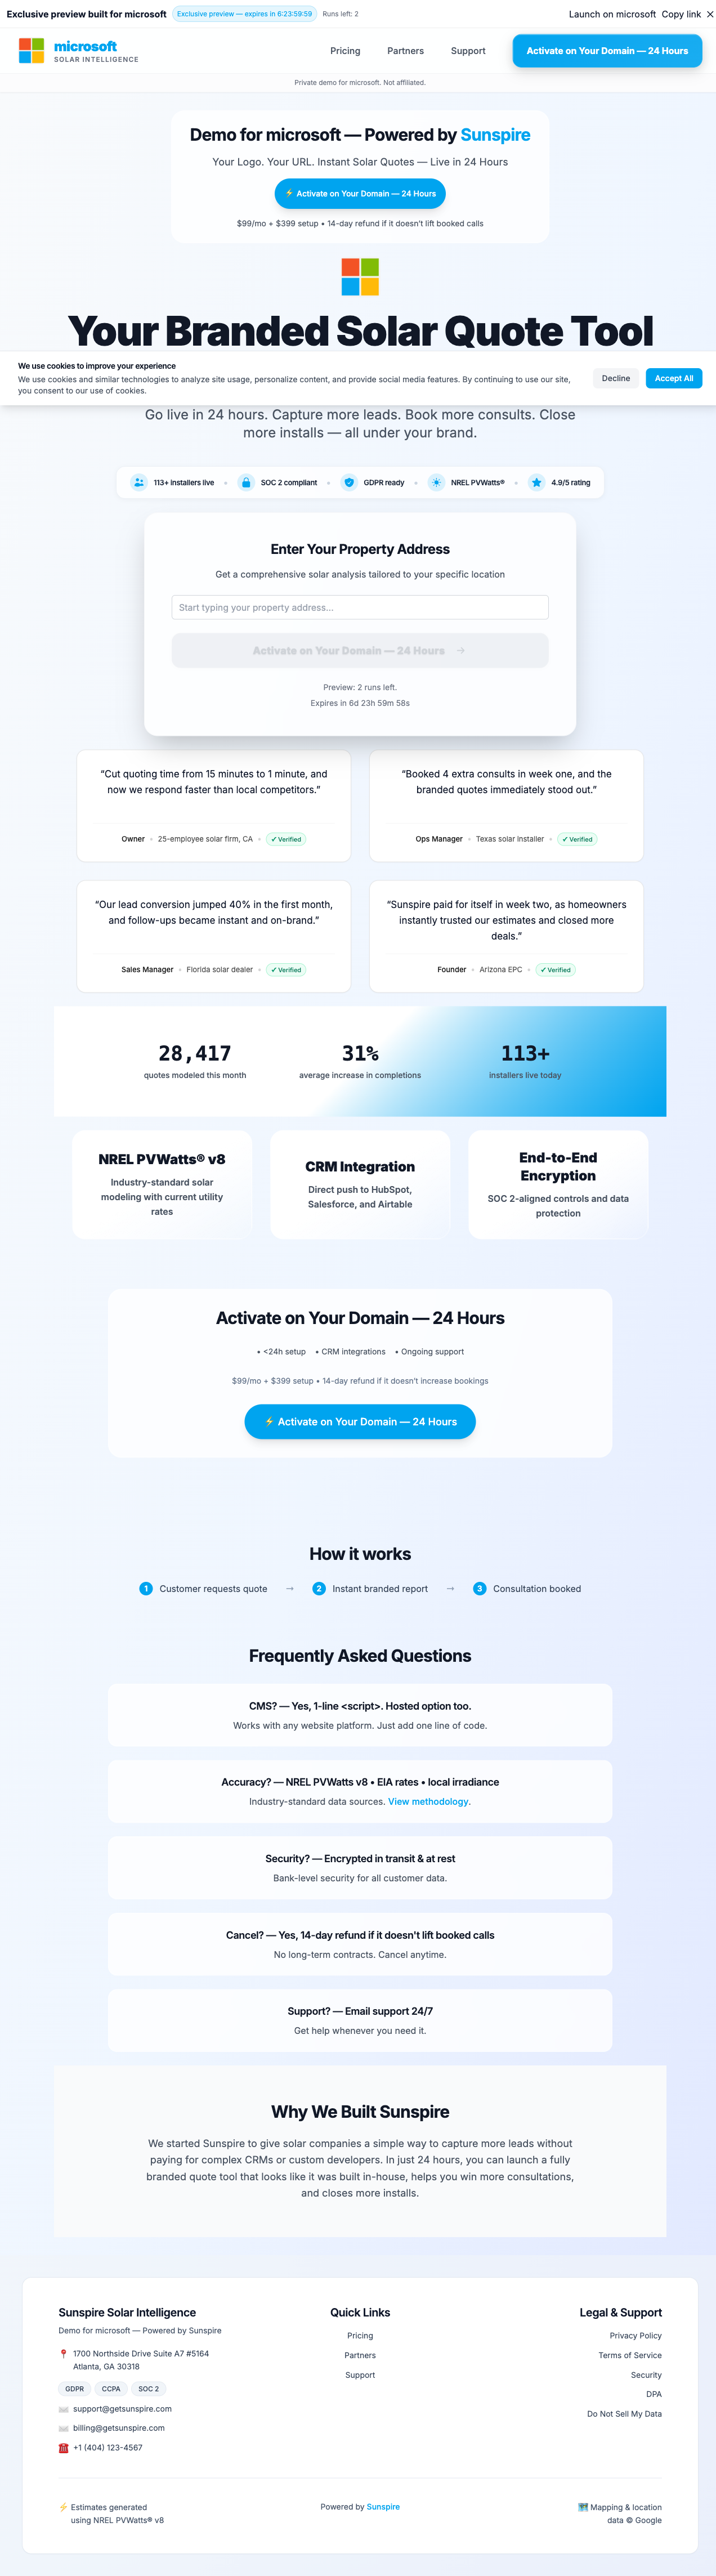 Exclusive preview built for microsoft
Exclusive preview — expires in 6:23:59:59
Runs left: 2
Launch on microsoft
Copy link
✕
microsoft
SOLAR INTELLIGENCE
Pricing
Partners
Support
Activate on Your Domain — 24 Hours
Private demo for microsoft. Not affiliated.
Demo for microsoft — Powered by Sunspire
Your Logo. Your URL. Instant Solar Quotes — Live in 24 Hours
⚡ Activate on Your Domain — 24 Hours
$99/mo + $399 setup • 14-day refund if it doesn't lift booked calls
Your Branded Solar Quote Tool
We use cookies to improve your experience
We use cookies and similar technologies to analyze site usage, personalize content, and provide social media features. By continuing to use our site,
you consent to our use of cookies.
Decline
Accept All
Go live in 24 hours. Capture more leads. Book more consults. Close
more installs — all under your brand.
113+ installers live
SOC 2 compliant
GDPR ready
NREL PVWatts®
4.9/5 rating
Enter Your Property Address
Get a comprehensive solar analysis tailored to your specific location
Start typing your property address...
Activate on Your Domain — 24 Hours →
Preview: 2 runs left.
Expires in 6d 23h 59m 58s
“Cut quoting time from 15 minutes to 1 minute, and
now we respond faster than local competitors.”
Owner • 25-employee solar firm, CA • ✓ Verified
“Booked 4 extra consults in week one, and the
branded quotes immediately stood out.”
Ops Manager • Texas solar installer • ✓ Verified
“Our lead conversion jumped 40% in the first month,
and follow-ups became instant and on-brand.”
Sales Manager • Florida solar dealer • ✓ Verified
“Sunspire paid for itself in week two, as homeowners
instantly trusted our estimates and closed more
deals.”
Founder • Arizona EPC • ✓ Verified
28,417
quotes modeled this month
31%
average increase in completions
113+
installers live today
NREL PVWatts® v8
Industry-standard solar
modeling with current utility
rates
CRM Integration
Direct push to HubSpot,
Salesforce, and Airtable
End-to-End
Encryption
SOC 2-aligned controls and data
protection
Activate on Your Domain — 24 Hours
• <24h setup • CRM integrations • Ongoing support
$99/mo + $399 setup • 14-day refund if it doesn't increase bookings
⚡ Activate on Your Domain — 24 Hours
How it works
1 Customer requests quote → 2 Instant branded report → 3 Consultation booked
Frequently Asked Questions
CMS? — Yes, 1-line <script>. Hosted option too.
Works with any website platform. Just add one line of code.
Accuracy? — NREL PVWatts v8 • EIA rates • local irradiance
Industry-standard data sources. View methodology.
Security? — Encrypted in transit & at rest
Bank-level security for all customer data.
Cancel? — Yes, 14-day refund if it doesn't lift booked calls
No long-term contracts. Cancel anytime.
Support? — Email support 24/7
Get help whenever you need it.
Why We Built Sunspire
We started Sunspire to give solar companies a simple way to capture more leads without
paying for complex CRMs or custom developers. In just 24 hours, you can launch a fully
branded quote tool that looks like it was built in-house, helps you win more consultations,
and closes more installs.
Sunspire Solar Intelligence
Demo for microsoft — Powered by Sunspire
1700 Northside Drive Suite A7 #5164
Atlanta, GA 30318
GDPR
CCPA
SOC 2
support@getsunspire.com
billing@getsunspire.com
+1 (404) 123-4567
Quick Links
Pricing
Partners
Support
Legal & Support
Privacy Policy
Terms of Service
Security
DPA
Do Not Sell My Data
⚡ Estimates generated
using NREL PVWatts® v8
Powered by Sunspire
Mapping & location
data © Google